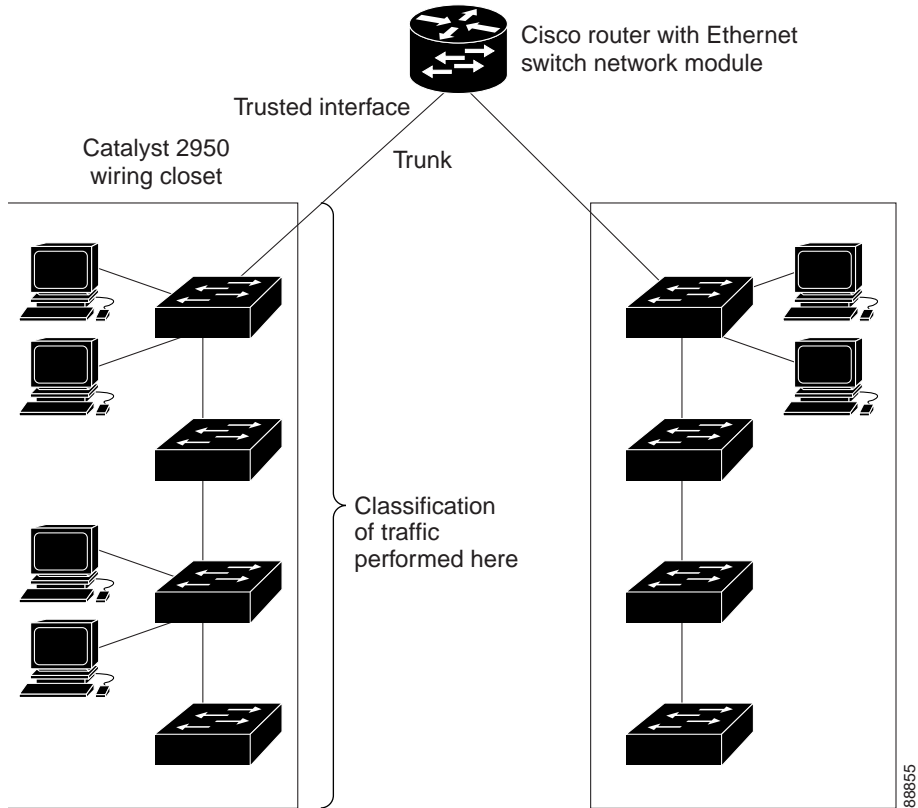 Cisco router with Ethernet
switch network module
Trusted interface
Trunk
Catalyst 2950
wiring closet
Classification
of traffic
performed here
88855